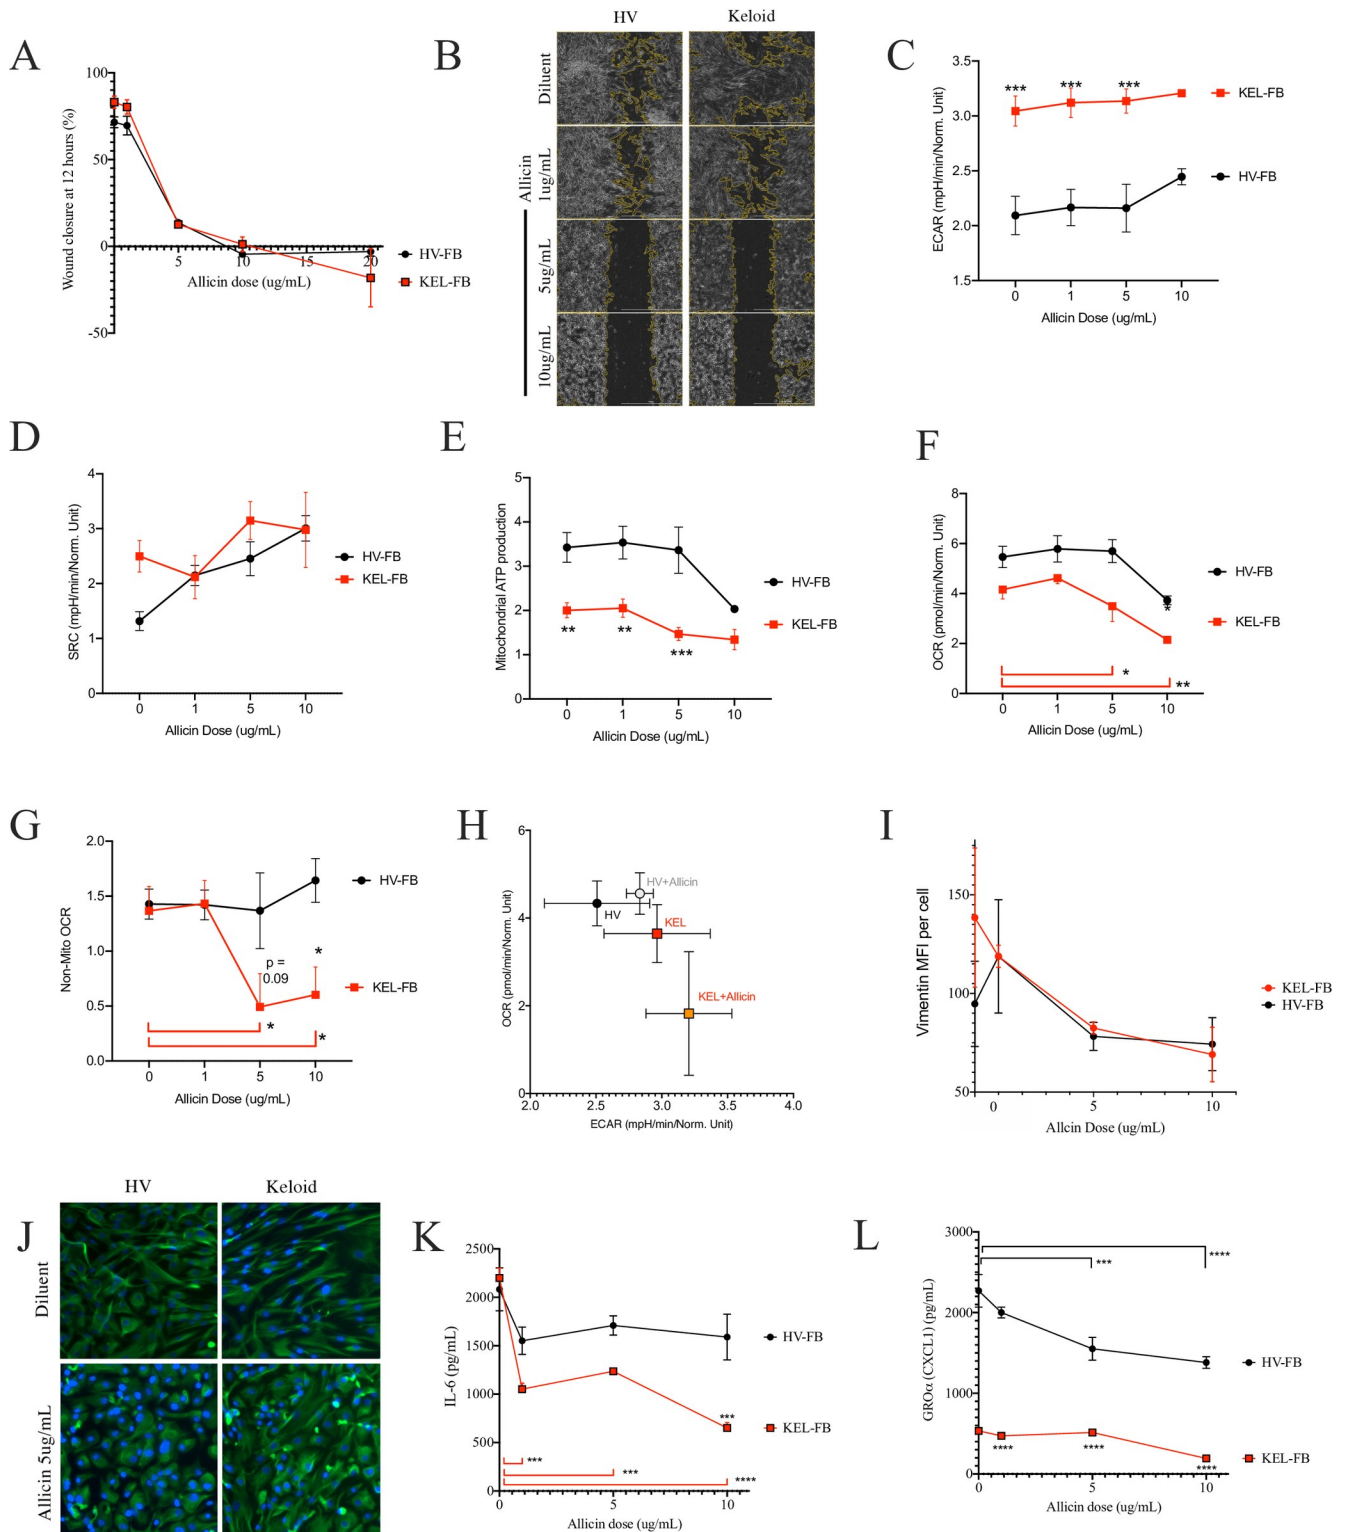 A
100
50
0
-50
5
10
15
20
Wound closure at 12 hours (%)
Allicin dose (ug/mL)
HV-FB
KEL-FB
B
HV
Keloid
Diluent
Allicin
1ug/mL
5ug/mL
10ug/mL
C
3.5
3.0
2.5
2.0
1.5
ECAR (mpH/min/Norm. Unit)
***
***
***
KEL-FB
HV-FB
0
1
5
10
Allicin Dose (ug/mL)
D
4
3
2
1
0
SRC (mpH/min/Norm. Unit)
HV-FB
KEL-FB
0
1
5
10
Allicin Dose (ug/mL)
E
5
4
3
2
1
0
Mitochondrial ATP production
**
**
***
HV-FB
KEL-FB
0
1
5
10
Allicin Dose (ug/mL)
F
8
6
4
2
0
OCR (pmol/min/Norm. Unit)
*
*
**
HV-FB
KEL-FB
0
1
5
10
Allicin Dose (ug/mL)
G
2.0
1.5
1.0
0.5
0.0
Non-Mito OCR
p =
0.09
*
*
*
HV-FB
KEL-FB
0
1
5
10
Allicin Dose (ug/mL)
H
6
4
2
0
OCR (pmol/min/Norm. Unit)
HV+Allicin
HV
KEL
KEL+Allicin
2.0
2.5
3.0
3.5
4.0
ECAR (mpH/min/Norm. Unit)
I
150
100
50
Vimentin MFI per cell
KEL-FB
HV-FB
0
5
10
Allcin Dose (ug/mL)
J
HV
Keloid
Diluent
Allicin 5ug/mL
K
2500
2000
1500
1000
500
0
IL-6 (pg/mL)
***
***
***
****
HV-FB
KEL-FB
0
5
10
Allicin dose (ug/mL)
L
3000
2000
1000
0
GROα (CXCL1) (pg/mL)
****
***
****
****
****
HV-FB
KEL-FB
0
5
10
Allicin dose (ug/mL)